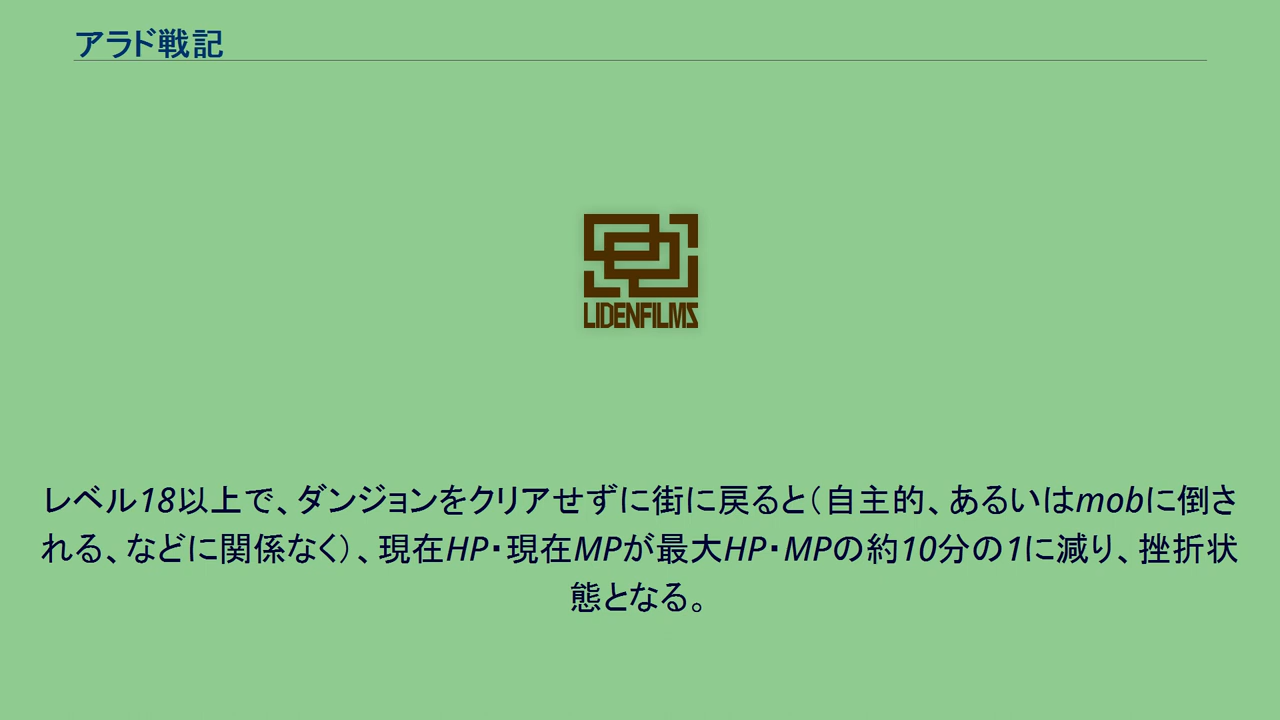 アラド戦記
LIDENFILMS
レベル18以上で、ダンジョンをクリアせずに街に戻ると（自主的、あるいはmobに倒さ
れる、などに関係なく）、現在HP・現在MPが最大HP・MPの約10分の1に減り、挫折状
態となる。